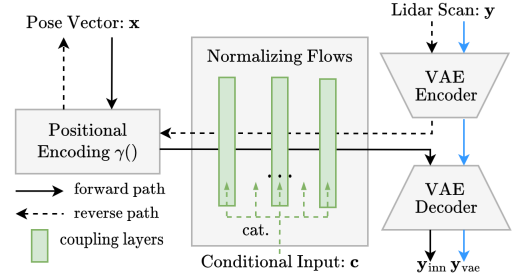 Pose Vector: x
Lidar Scan: y
Normalizing Flows
VAE
Encoder
Positional
Encoding γ()
...
forward path
reverse path
coupling layers
cat.
VAE
Decoder
Conditional Input: c
y_inn y_vae